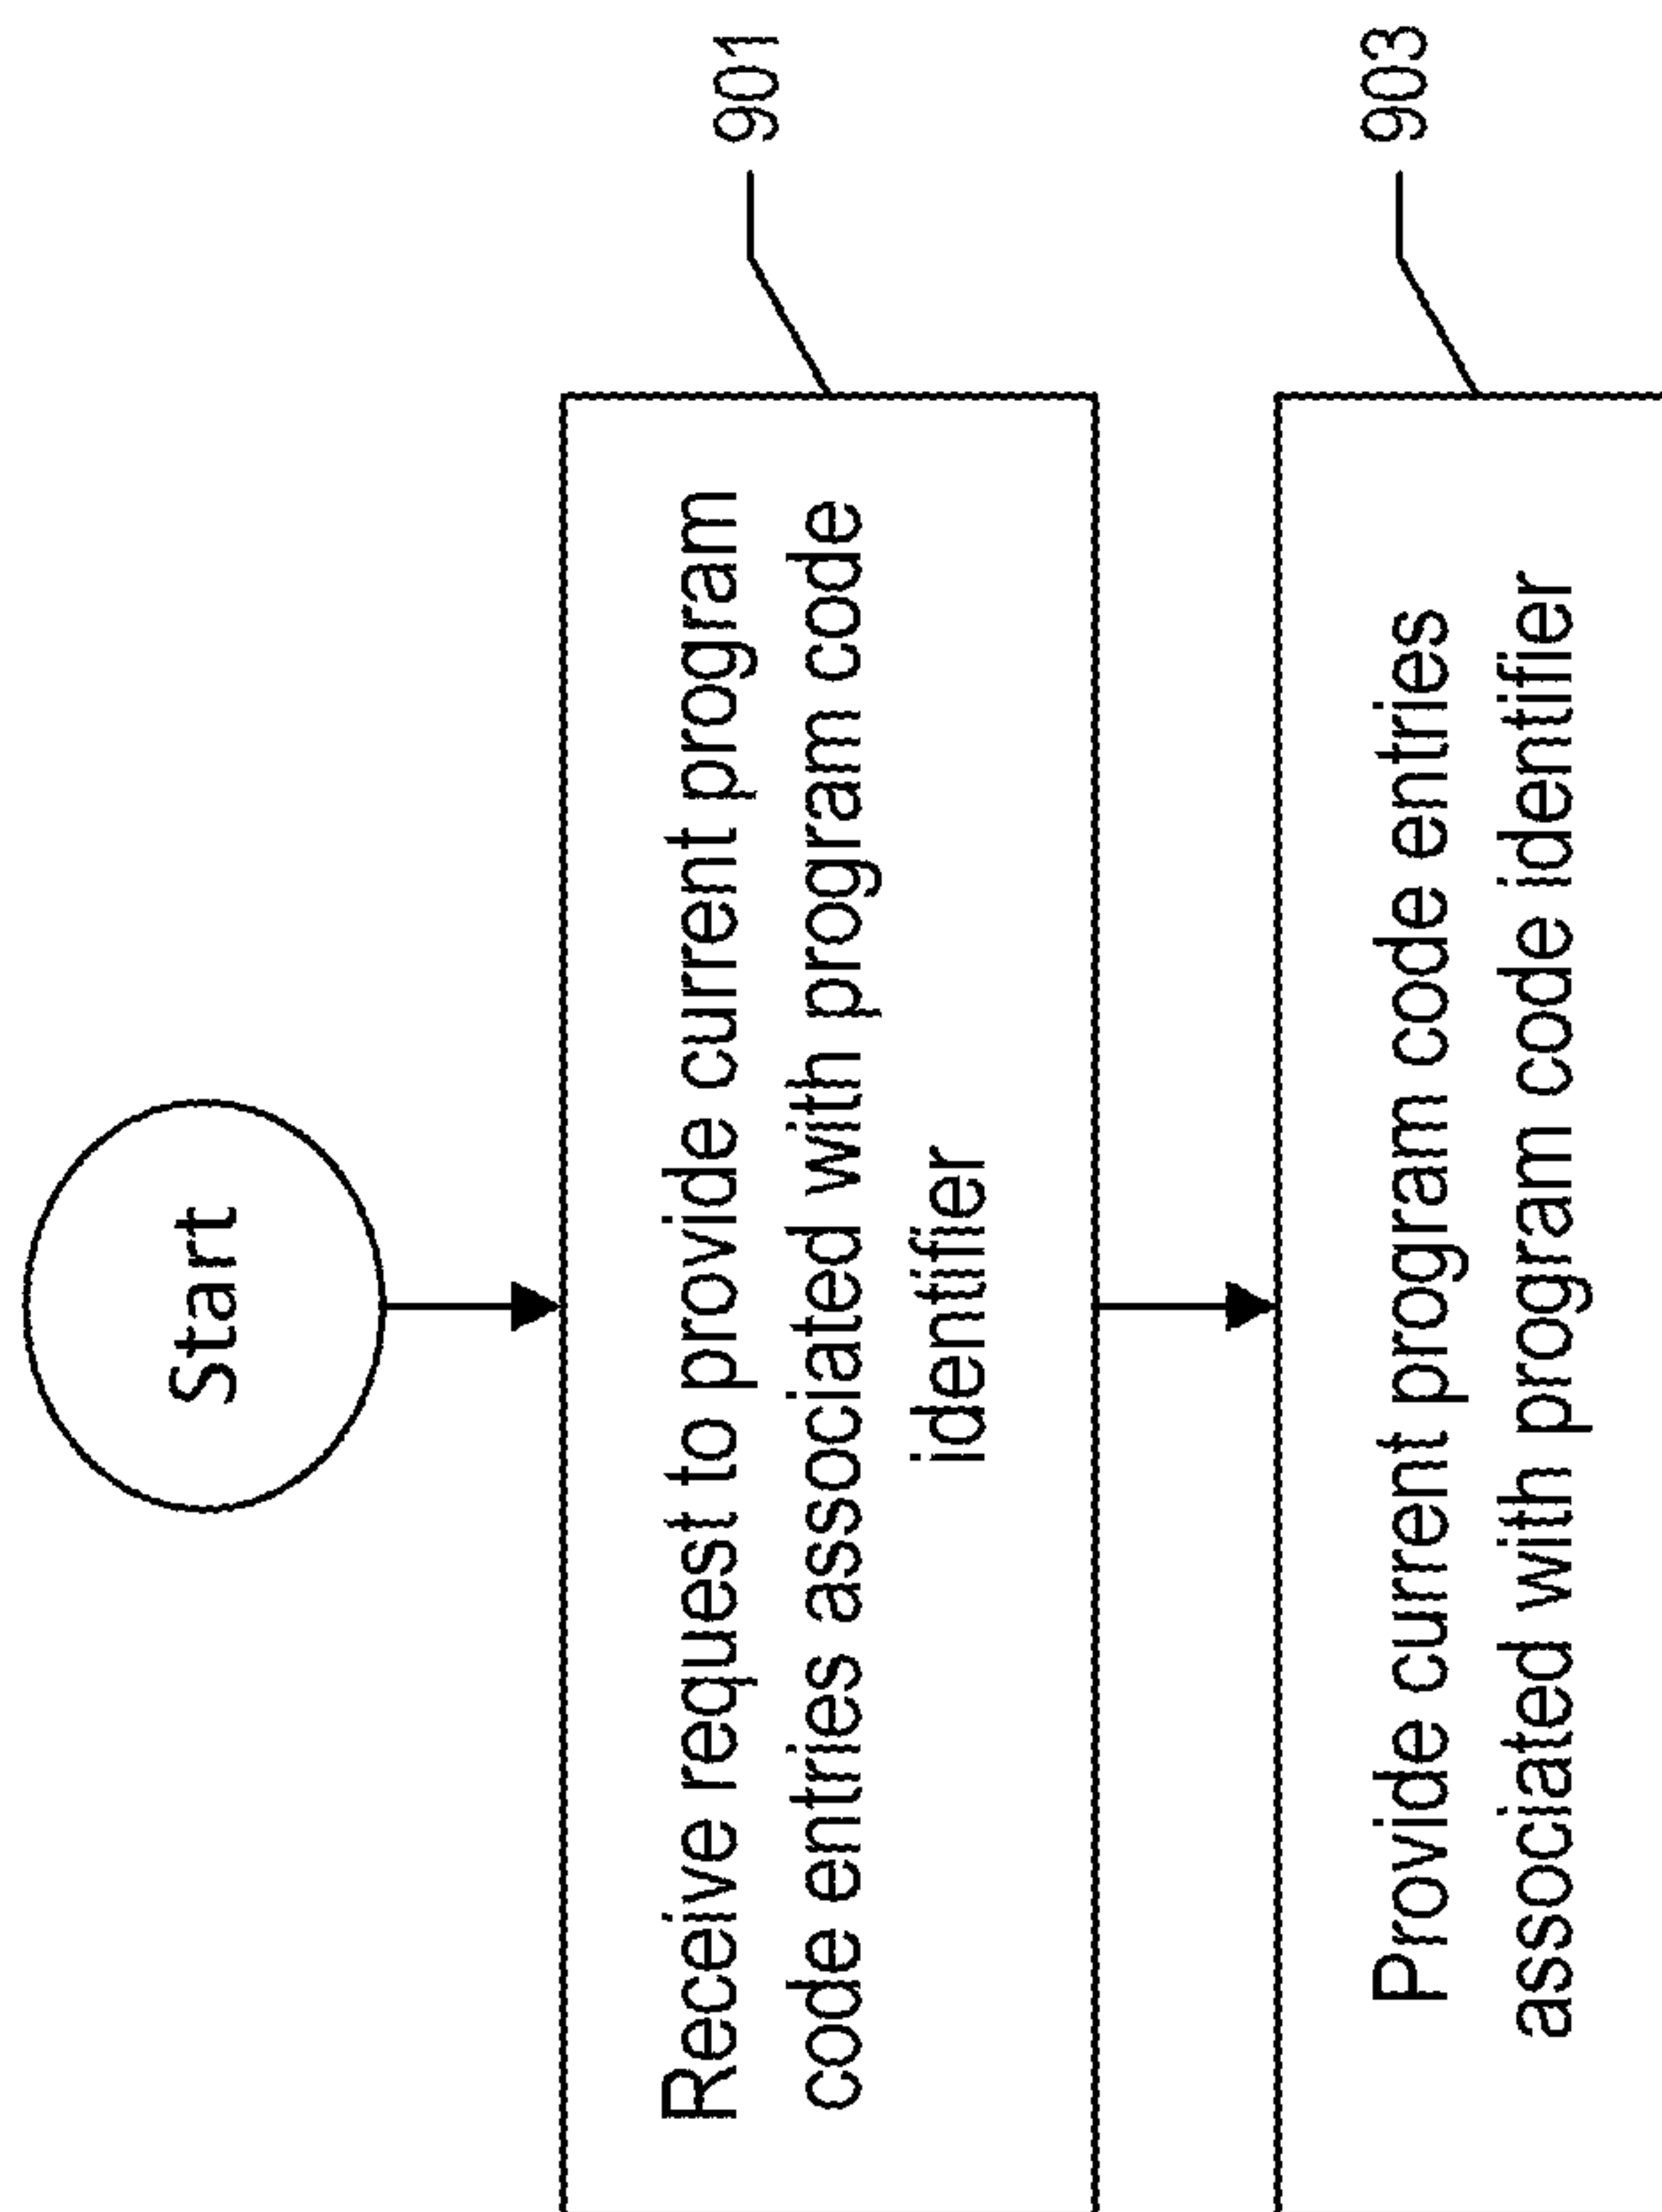 Start
Receive request to provide current program
code entries associated with program code
identifier
901
Provide current program code entries
associated with program code identifier
903